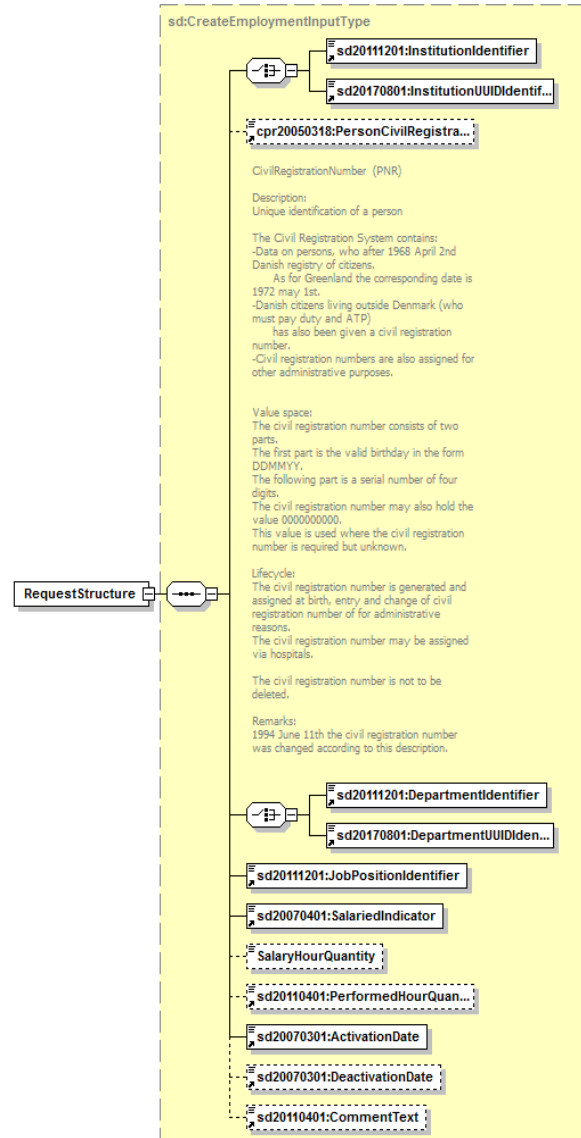 sd:CreateEmploymentInputType
sd20111201:InstitutionIdentifier
sd20170801:InstitutionUUIDIdentif...
cpr20050318:PersonCivilRegistra...
CivilRegistrationNumber (PNR)
Description:
Unique identification of a person
The Civil Registration System contains:
-Data on persons, who after 1968 April 2nd
Danish registry of citizens.
As for Greenland the corresponding date is
1972 may 1st.
-Danish citizens living outside Denmark (who
must pay duty and ATP)
has also been given a civil registration
number.
-Civil registration numbers are also assigned for
other administrative purposes.
Value space:
The civil registration number consists of two
parts.
The first part is the valid birthday in the form
DDMMYY.
The following part is a serial number of four
digits.
The civil registration number may also hold the
value 0000000000.
This value is used where the civil registration
number is required but unknown.
RequestStructure
Lifecycle:
The civil registration number is generated and
assigned at birth, entry and change of civil
registration number of for administrative
reasons.
The civil registration number may be assigned
via hospitals.
The civil registration number is not to be
deleted.
Remarks:
1994 June 11th the civil registration number
was changed according to this description.
sd20111201:DepartmentIdentifier
sd20170801:DepartmentUUIDIden...
sd20111201:JobPositionIdentifier
sd20070401:SalariedIndicator
SalaryHourQuantity
sd20110401:PerformedHourQuan...
sd20070301:ActivationDate
sd20070301:DeactivationDate
sd20110401:CommentText